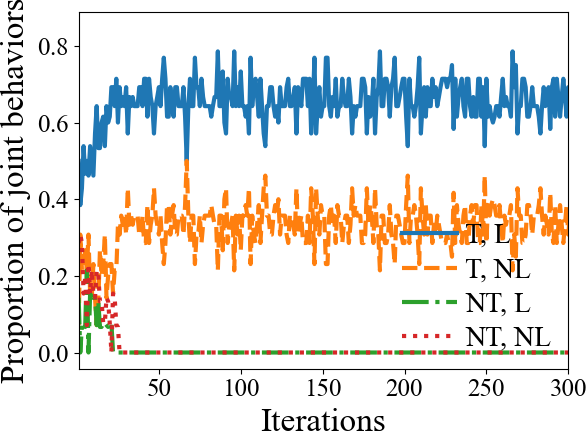 Proportion of joint behaviors
0.8
0.6
0.4
0.2
0.0
T, L
T, NL
NT, L
NT, NL
50
100
150
200
250
300
Iterations